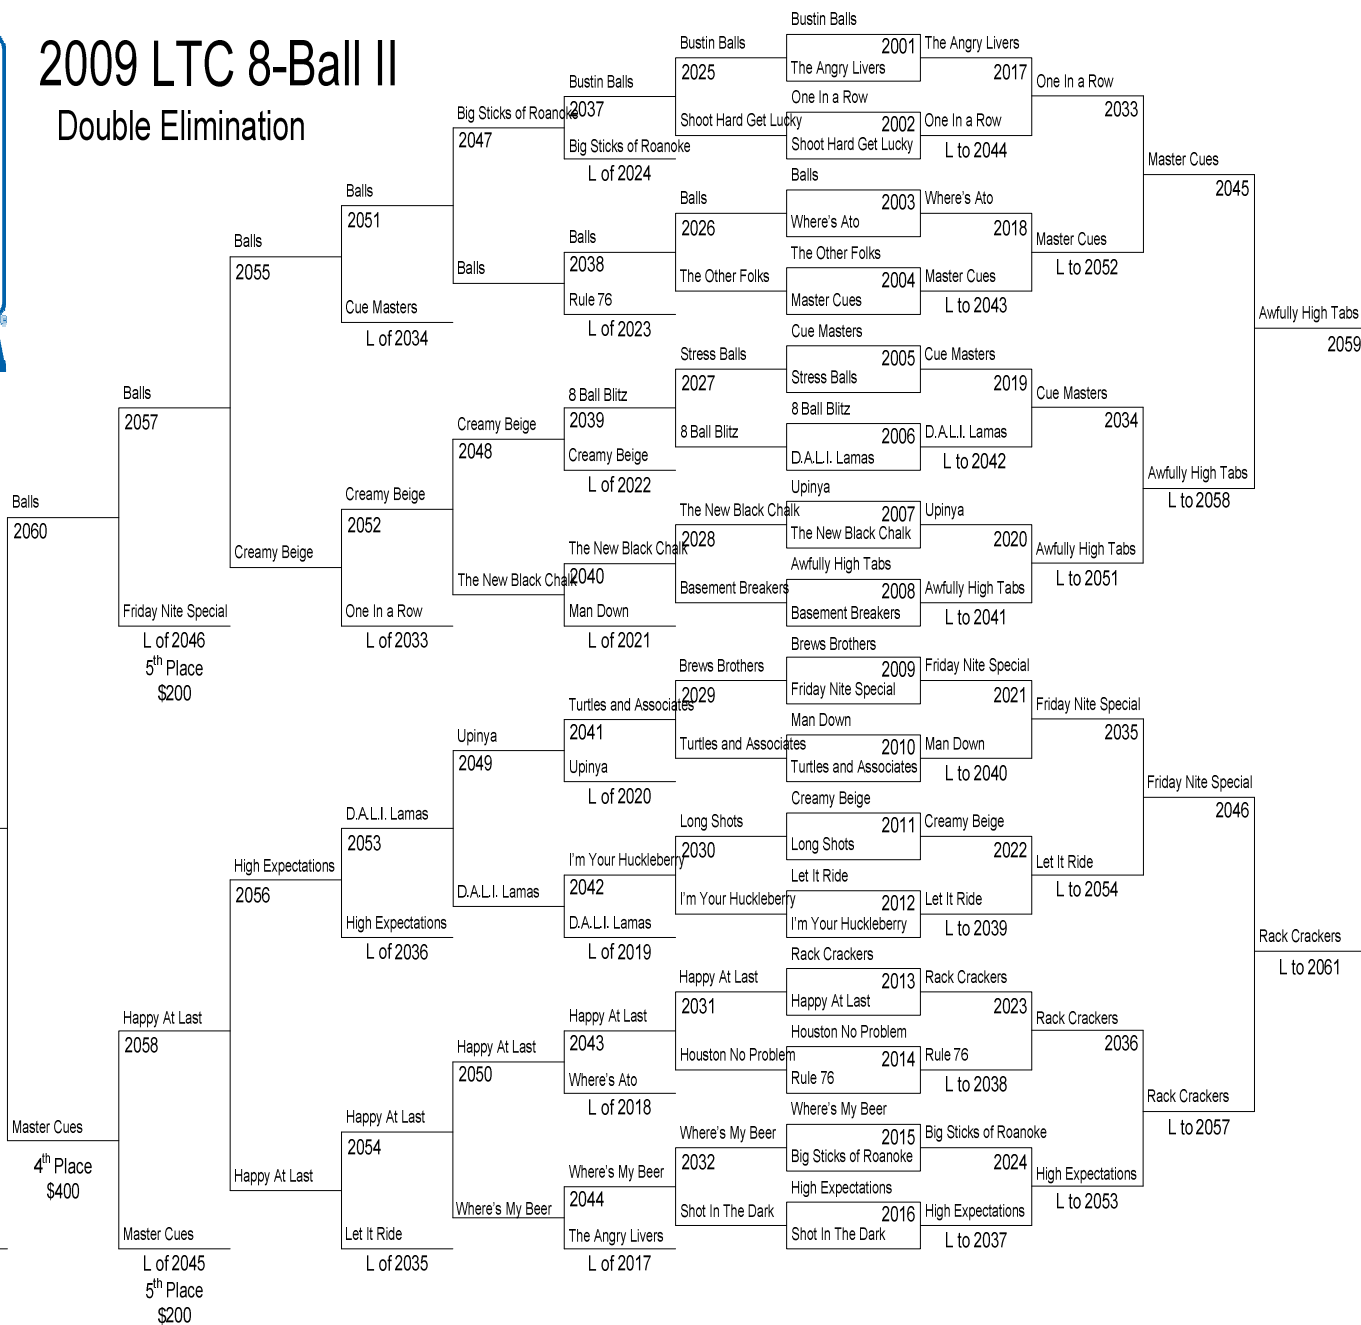 2009 LTC 8-Ball II
Double Elimination
®
Balls
2060
Master Cues
4th Place
$400
Balls
2057
Friday Nite Special
L of 2046
5th Place
$200
Happy At Last
2058
Master Cues
L of 2045
5th Place
$200
Balls
2055
Creamy Beige
High Expectations
2056
Happy At Last
Balls
2051
Cue Masters
L of 2034
Creamy Beige
2052
One In a Row
L of 2033
D.A.L.I. Lamas
2053
High Expectations
L of 2036
Happy At Last
2054
Let It Ride
L of 2035
Big Sticks of Roanoke
2047
Balls
Creamy Beige
2048
The New Black Chalk
Upinya
2049
D.A.L.I. Lamas
Happy At Last
2050
Where's My Beer
Bustin Balls
2037
Big Sticks of Roanoke
L of 2024
Balls
2038
Rule 76
L of 2023
8 Ball Blitz
2039
Creamy Beige
L of 2022
The New Black Chalk
2040
Man Down
L of 2021
Turtles and Associates
2041
Upinya
L of 2020
I'm Your Huckleberry
2042
D.A.L.I. Lamas
L of 2019
Happy At Last
2043
Where's Ato
L of 2018
Where's My Beer
2044
The Angry Livers
L of 2017
Bustin Balls
2025
Shoot Hard Get Lucky
Balls
2026
The Other Folks
Stress Balls
2027
8 Ball Blitz
The New Black Chalk
2028
Basement Breakers
Brews Brothers
2029
Turtles and Associates
Long Shots
2030
I'm Your Huckleberry
Happy At Last
2031
Houston No Problem
Where's My Beer
2032
Shot In The Dark
Bustin Balls
2001
The Angry Livers
One In a Row
2002
Shoot Hard Get Lucky
Balls
2003
Where's Ato
The Other Folks
2004
Master Cues
Cue Masters
2005
Stress Balls
8 Ball Blitz
2006
D.A.L.I. Lamas
Upinya
2007
The New Black Chalk
Awfully High Tabs
2008
Basement Breakers
Brews Brothers
2009
Friday Nite Special
Man Down
2010
Turtles and Associates
Creamy Beige
2011
Long Shots
Let It Ride
2012
I'm Your Huckleberry
Rack Crackers
2013
Happy At Last
Houston No Problem
2014
Rule 76
Where's My Beer
2015
Big Sticks of Roanoke
High Expectations
2016
Shot In The Dark
The Angry Livers
2017
One In a Row
L to 2044
Where's Ato
2018
Master Cues
L to 2043
Cue Masters
2019
D.A.L.I. Lamas
L to 2042
Upinya
2020
Awfully High Tabs
L to 2041
Friday Nite Special
2021
Man Down
L to 2040
Creamy Beige
2022
Let It Ride
L to 2039
Rack Crackers
2023
Rule 76
L to 2038
Big Sticks of Roanoke
2024
High Expectations
L to 2037
One In a Row
2033
Master Cues
L to 2052
Cue Masters
2034
Awfully High Tabs
L to 2051
Friday Nite Special
2035
Let It Ride
L to 2054
Rack Crackers
2036
High Expectations
L to 2053
Master Cues
2045
Awfully High Tabs
L to 2058
Friday Nite Special
2046
Rack Crackers
L to 2057
Awfully High Tabs
2059
Rack Crackers
L to 2061